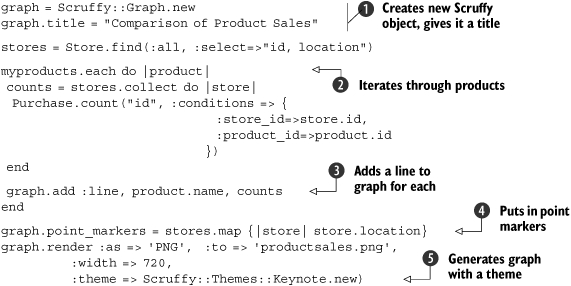 graph = Scruffy::Graph.new
graph.title = "Comparison of Product Sales"
1 Creates new Scruffy
object, gives it a title
stores = Store.find(:all, :select=>"id, location")
myproducts.each do |product|
2 Iterates through products
counts = stores.collect do |store|
Purchase.count("id", :conditions => {
:store_id=>store.id,
:product_id=>product.id
})
end
3 Adds a line to
graph for each
graph.add :line, product.name, counts
end
4 Puts in point
markers
graph.point_markers = stores.map {|store| store.location}
graph.render :as => 'PNG', :to => 'productsales.png',
:width => 720,
:theme => Scruffy::Themes::Keynote.new)
5 Generates graph
with a theme